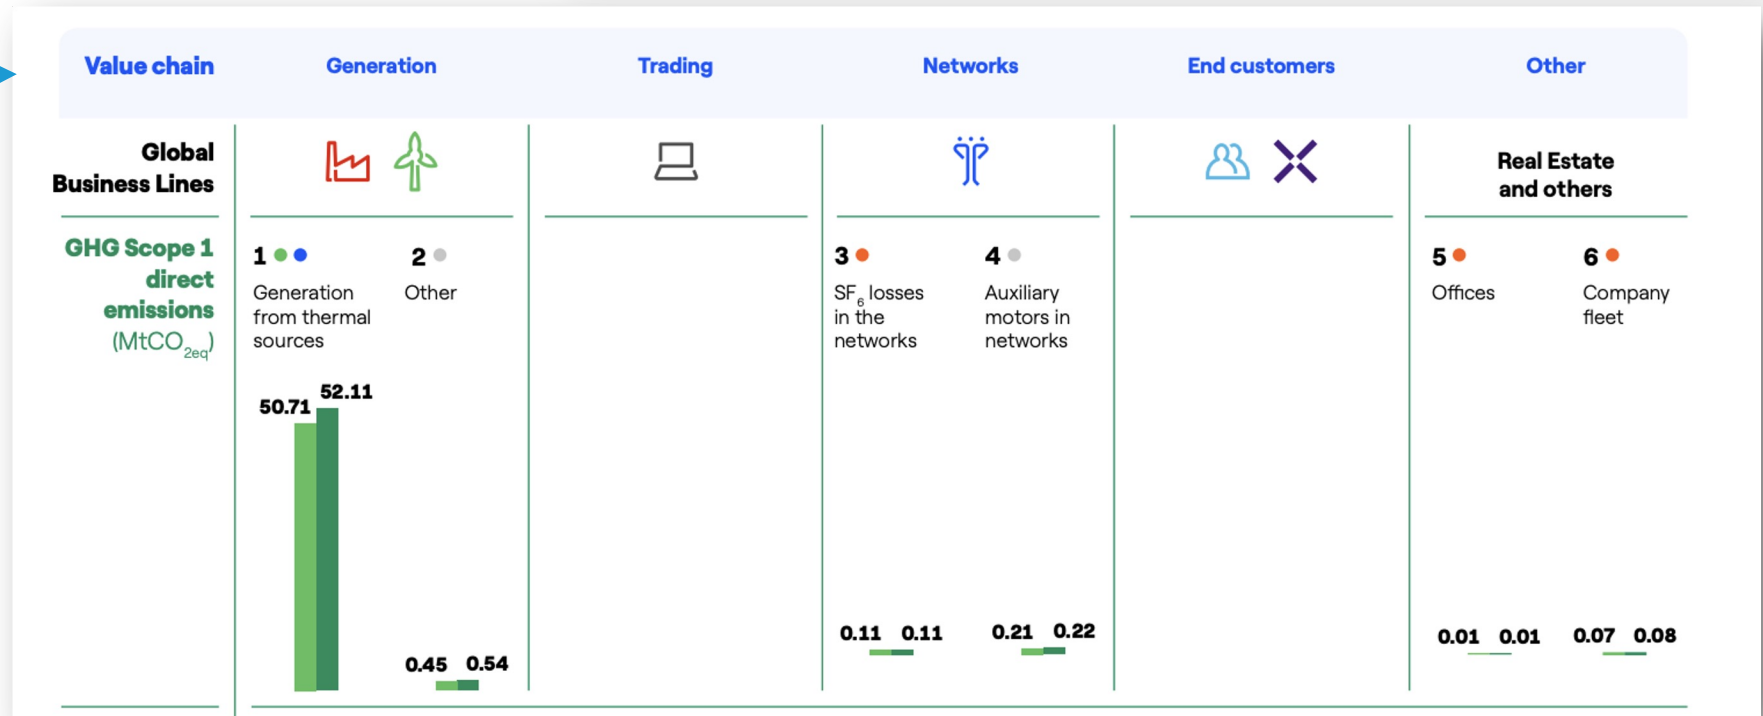 Value chain Generation Trading Networks End customers Other
Global
Business Lines
Real Estate
and others
GHG Scope 1
direct
emissions
(MtCO2eq)
1
Generation
from thermal
sources
50.71 52.11
2
Other
0.45 0.54
3
SF6 losses
in the
networks
0.11 0.11
4
Auxiliary
motors in
networks
0.21 0.22
5
Offices
0.01 0.01
6
Company
fleet
0.07 0.08